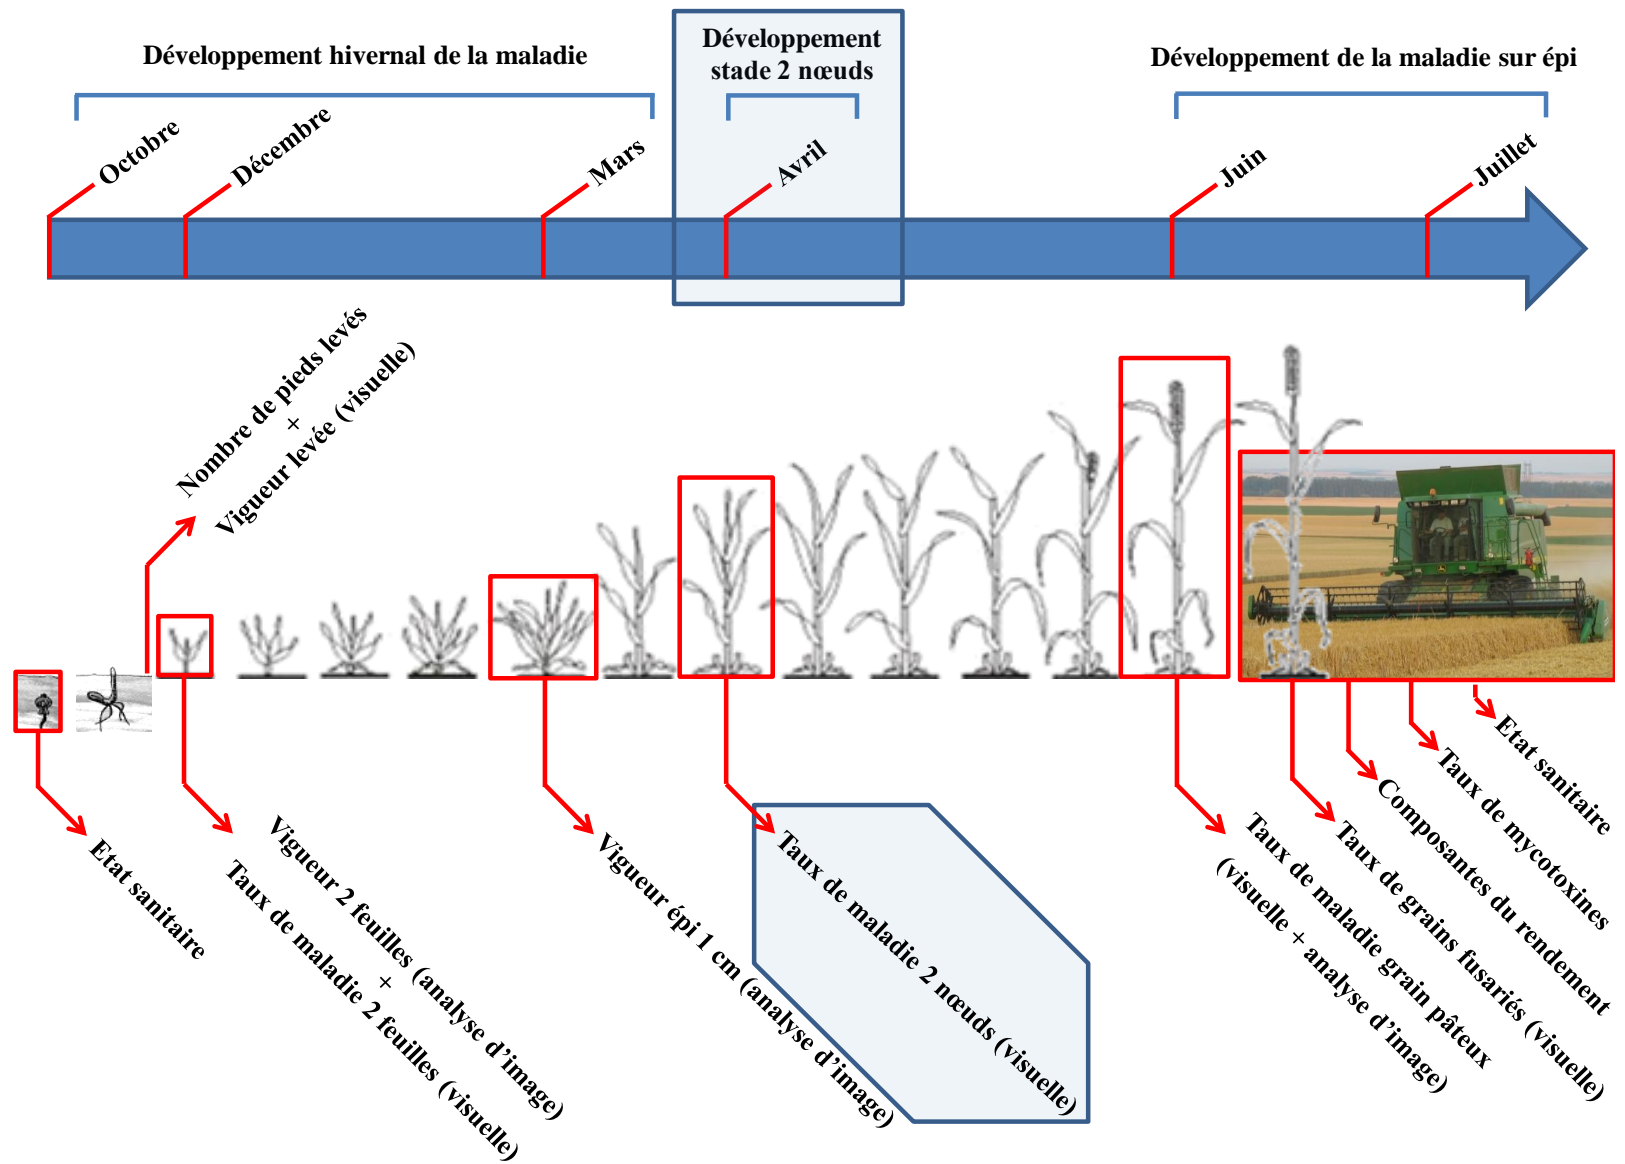 Développement hivernal de la maladie
Développement
stade 2 nœuds
Développement de la maladie sur épi
Octobre
Décembre
Mars
Avril
Juin
Juillet
Nombre de pieds levés
+
Vigueur levée (visuelle)
Etat sanitaire
Vigueur 2 feuilles (analyse d’image)
+
Taux de maladie 2 feuilles (visuelle)
Vigueur épi 1 cm (analyse d’image)
Taux de maladie 2 nœuds (visuelle)
Taux de maladie grain pâteux
(visuelle + analyse d’image)
Taux de grains fusariés (visuelle)
Composantes du rendement
Taux de mycotoxines
Etat sanitaire